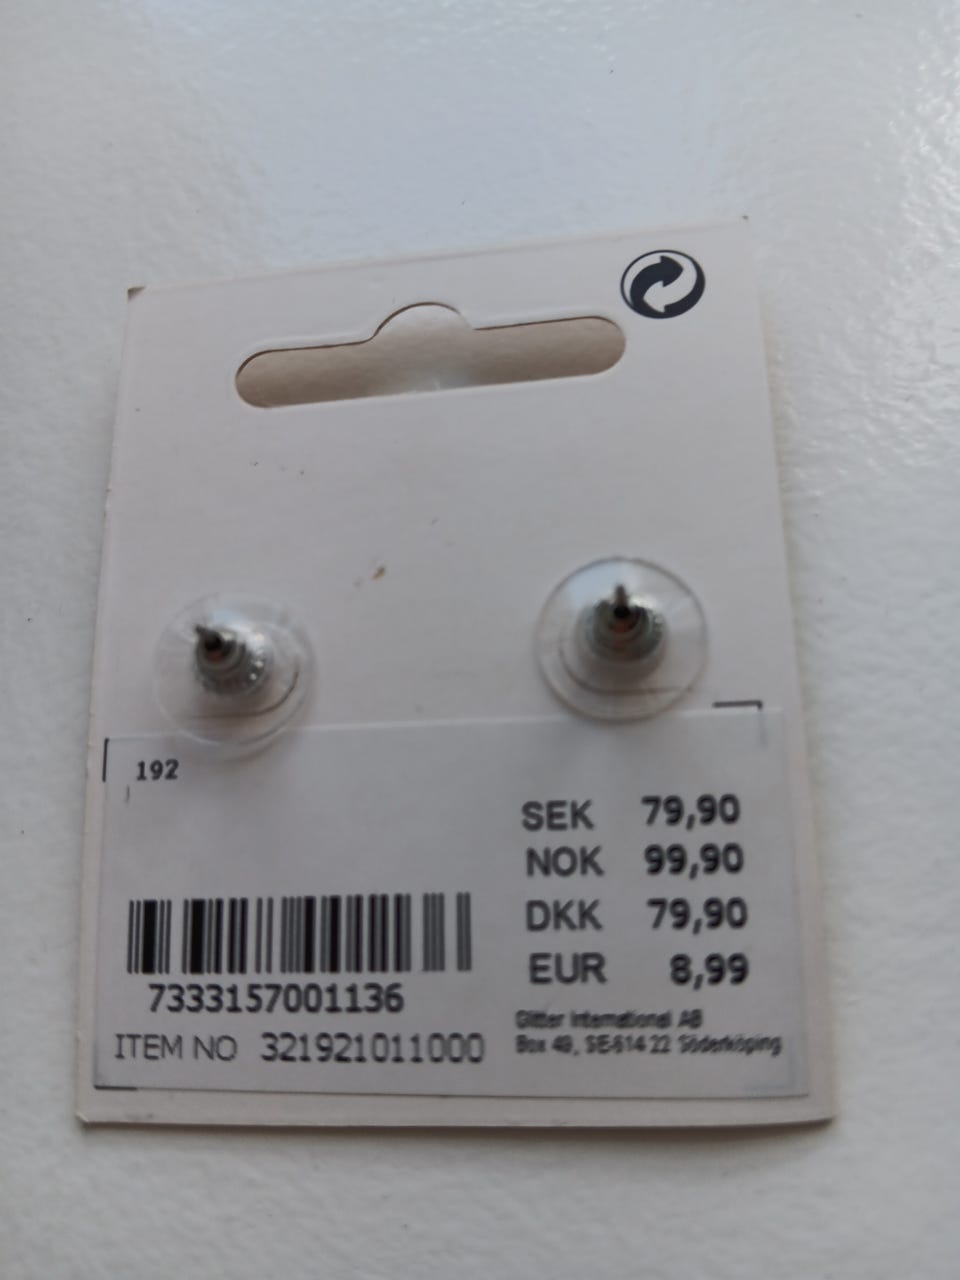 192
SEK 79,90
NOK 99,90
DKK 79,90
EUR 8,99
7333157001136
ITEM NO 321921011000
Glitter International AB
Box 49, SE-614 22 Söderköping